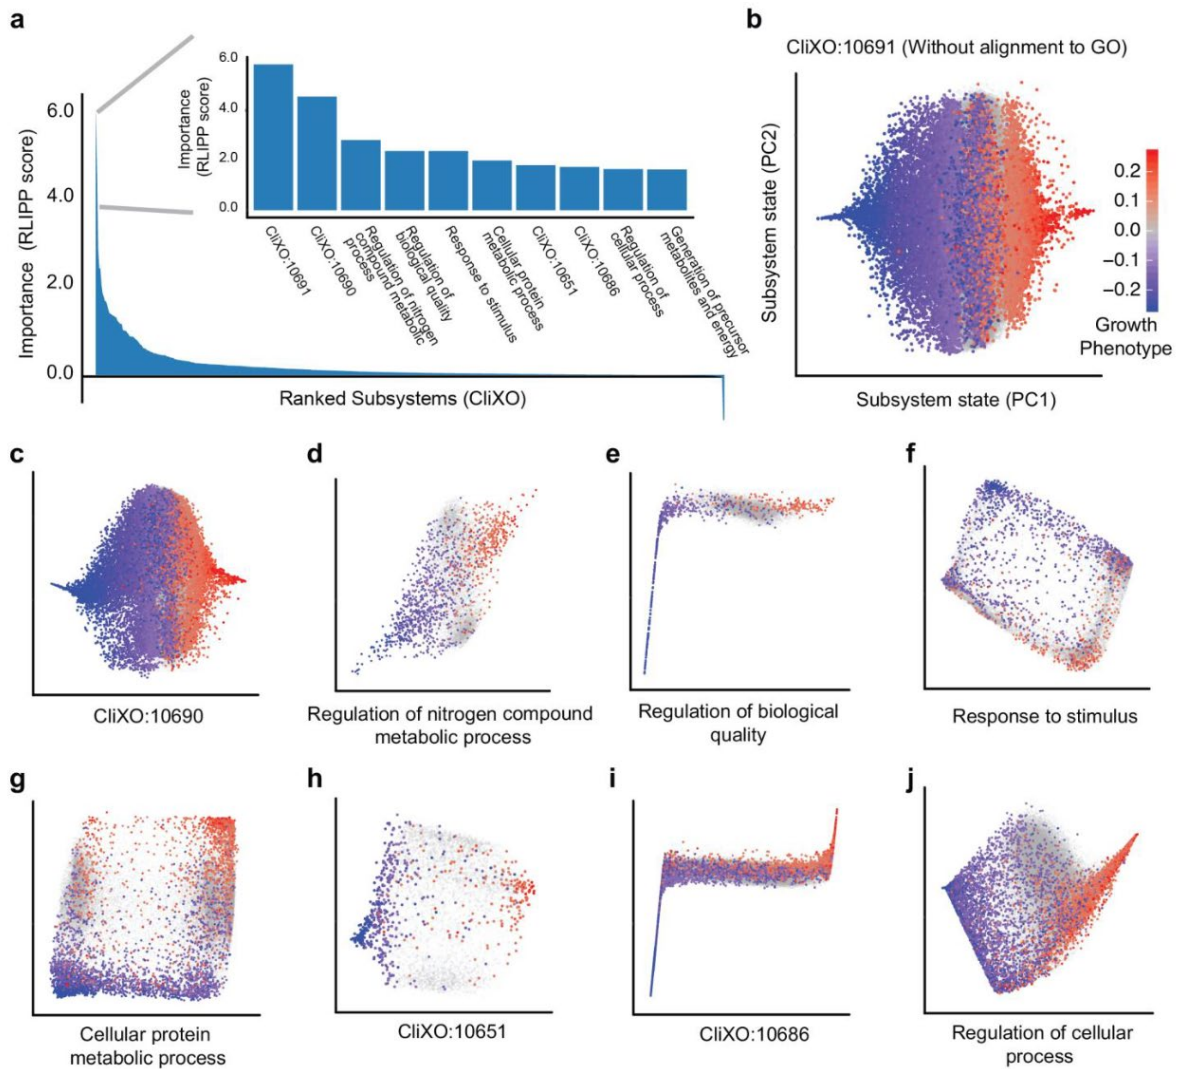 a
Importance (RLIPP score)
6.0
4.0
2.0
0.0
Ranked Subsystems (CliXO)
Importance
(RLIPP score)
6.0
4.0
2.0
0.0
CliXO:10691
CliXO:10690
Regulation of nitrogen
compound metabolic
process
Regulation of
biological quality
Response to stimulus
Cellular protein
metabolic process
CliXO:10651
CliXO:10686
Regulation of
cellular process
Generation of precursor
metabolites and energy
b
CliXO:10691 (Without alignment to GO)
Subsystem state (PC2)
Subsystem state (PC1)
0.2
0.1
0.0
−0.1
−0.2
Growth
Phenotype
c
CliXO:10690
d
Regulation of nitrogen compound
metabolic process
e
Regulation of biological
quality
f
Response to stimulus
g
Cellular protein
metabolic process
h
CliXO:10651
i
CliXO:10686
j
Regulation of cellular
process